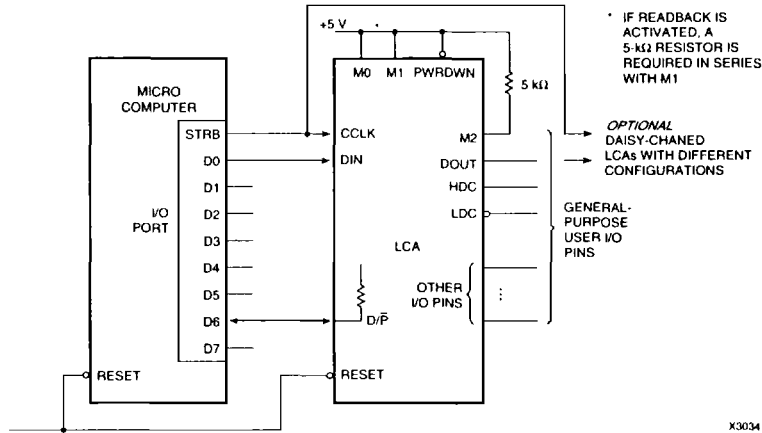 +5 V
*
* IF READBACK IS
ACTIVATED, A
5-kΩ RESISTOR IS
REQUIRED IN SERIES
WITH M1
M0 M1 PWRDWN
5 kΩ
MICRO
COMPUTER
STRB
CCLK
M2
OPTIONAL
DAISY-CHANED
LCAs WITH DIFFERENT
CONFIGURATIONS
D0
DIN
DOUT
D1
HDC
D2
LDC
I/O
PORT
GENERAL-
PURPOSE
USER I/O
PINS
D3
LCA
D4
D5
OTHER
I/O PINS
⋮
D6
D/P̅
D7
RESET
RESET
X3034